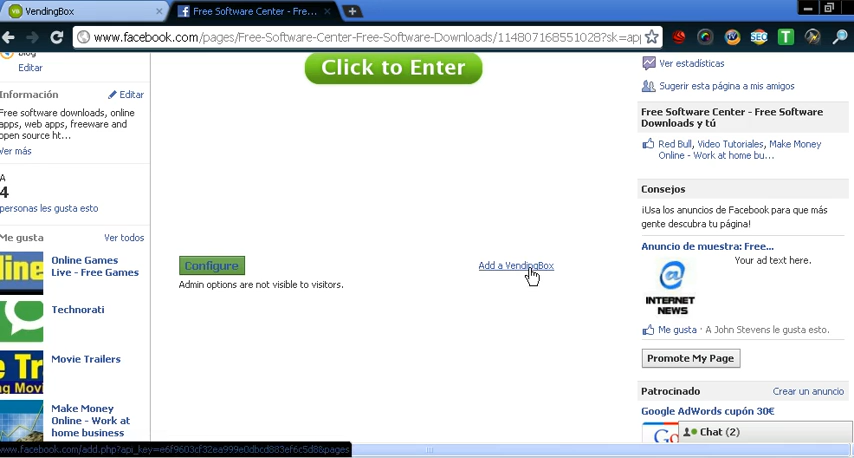 VB VendingBox
Free Software Center - Fre...
www.facebook.com/pages/Free-Software-Center-Free-Software-Downloads/114807168551028?sk=app
SEO
T
Blog
Editar
Información
Editar
Free software downloads, online
apps, web apps, freeware and
open source ht...
Ver más
A
4
personas les gusta esto
Me gusta
Ver todos
Online Games
Live - Free Games
Technorati
Movie Trailers
Make Money
Online - Work at
home business
Click to Enter
Configure
Add a VendingBox
Admin options are not visible to visitors.
Ver estadísticas
Sugerir esta página a mis amigos
Free Software Center - Free Software
Downloads y tú
Red Bull, Video Tutoriales, Make Money
Online - Work at home bu...
Consejos
¡Usa los anuncios de Facebook para que más
gente descubra tu página!
Anuncio de muestra: Free...
Your ad text here.
INTERNET
NEWS
Me gusta · A John Stevens le gusta esto.
Promote My Page
Patrocinado
Crear un anuncio
Google AdWords cupón 30€
Chat (2)
www.facebook.com/add.php?api_key=e6f9603cf32ea999e0dbcd883ef6c5d8&pages